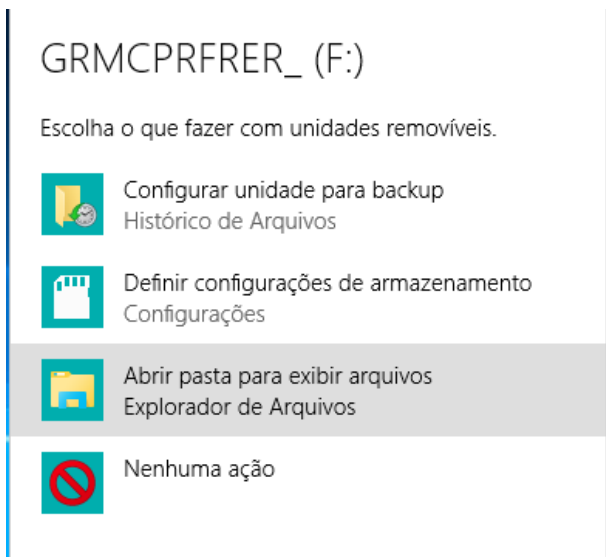 GRMCPRFRER_ (F:)
Escolha o que fazer com unidades removíveis.
Configurar unidade para backup
Histórico de Arquivos
Definir configurações de armazenamento
Configurações
Abrir pasta para exibir arquivos
Explorador de Arquivos
Nenhuma ação